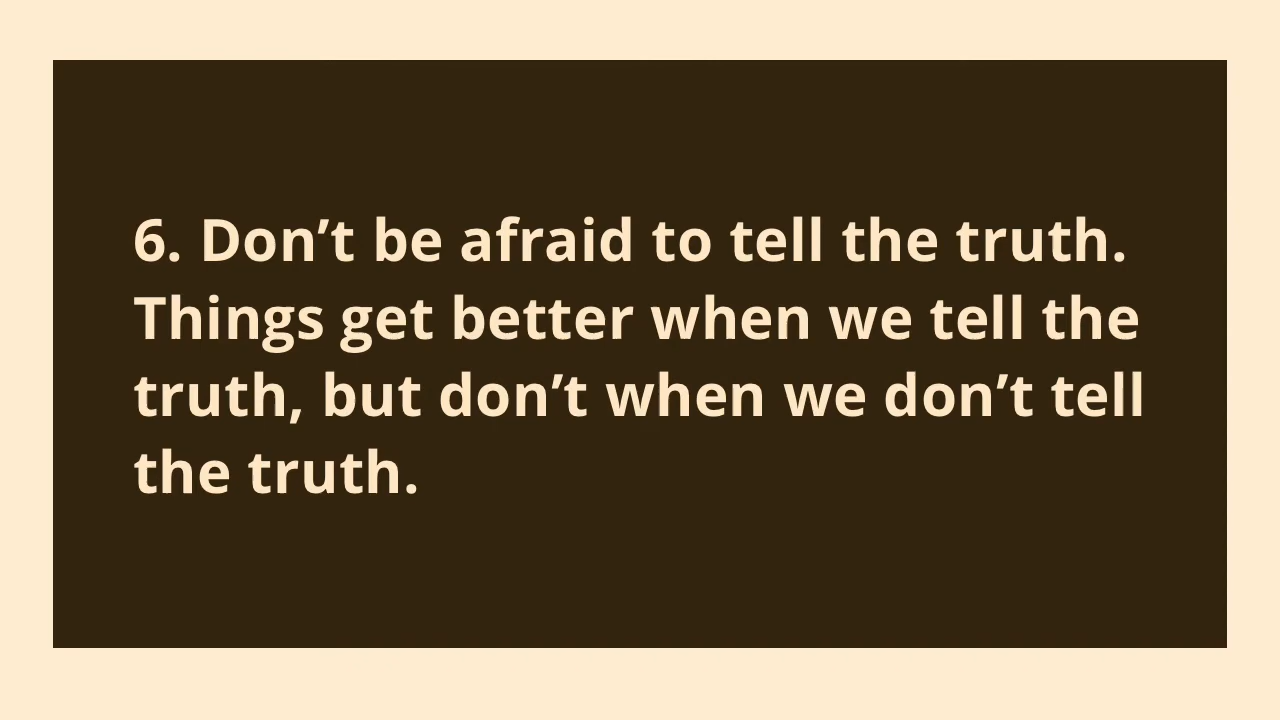 6. Don’t be afraid to tell the truth.
Things get better when we tell the
truth, but don’t when we don’t tell
the truth.